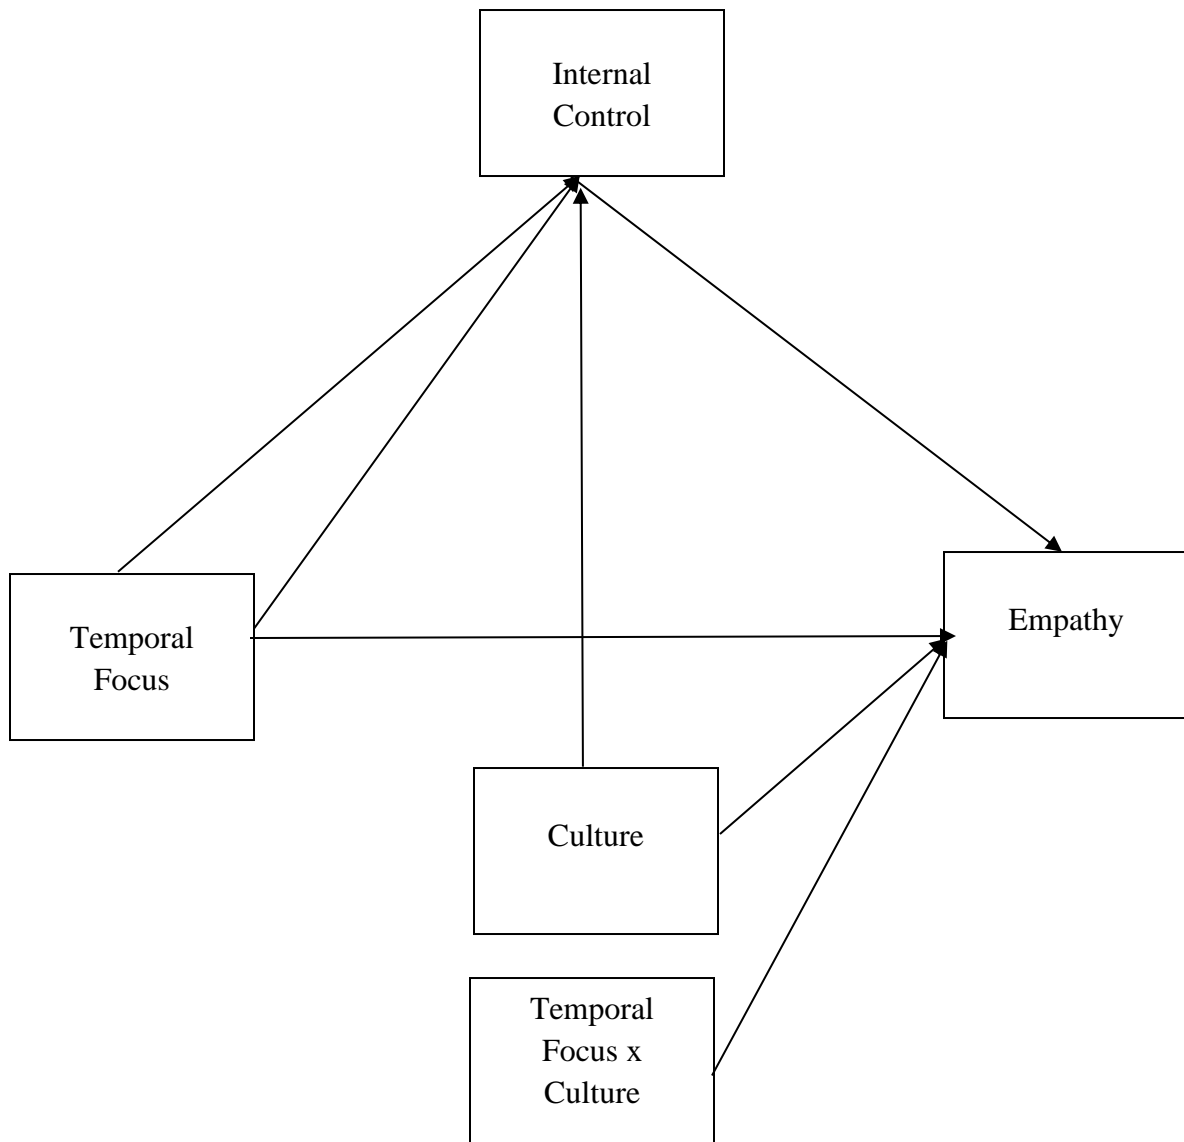 Internal
Control
Temporal
Focus
Empathy
Culture
Temporal
Focus x
Culture